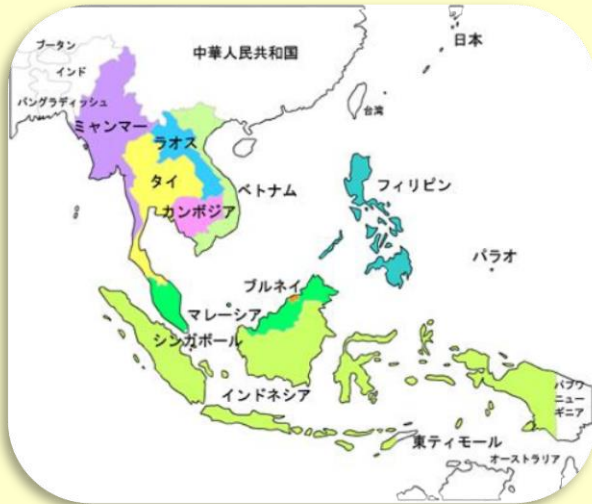 ブータン
インド
バングラディッシュ
中華人民共和国
日本
台湾
ミャンマー
ラオス
タイ
ベトナム
カンボジア
フィリピン
パラオ
ブルネイ
マレーシア
シンガポール
インドネシア
パプワ
ニュー
ギニア
東ティモール
オーストラリア